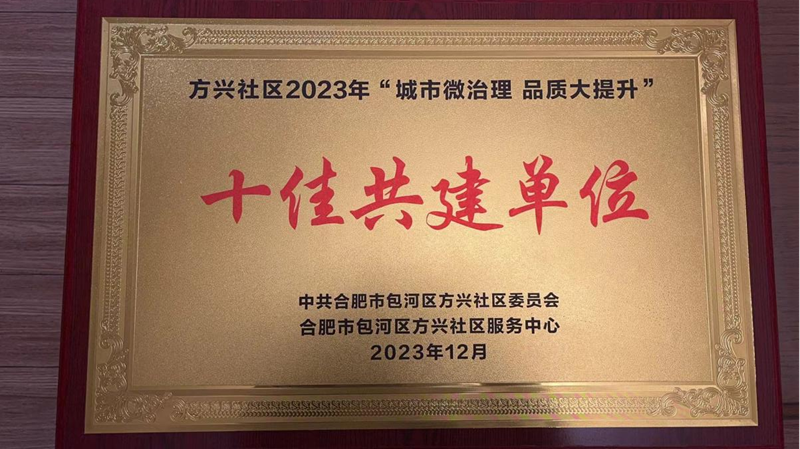 方兴社区2023年“城市微治理 品质大提升”
十佳共建单位
中共合肥市包河区方兴社区委员会
合肥市包河区方兴社区服务中心
2023年12月